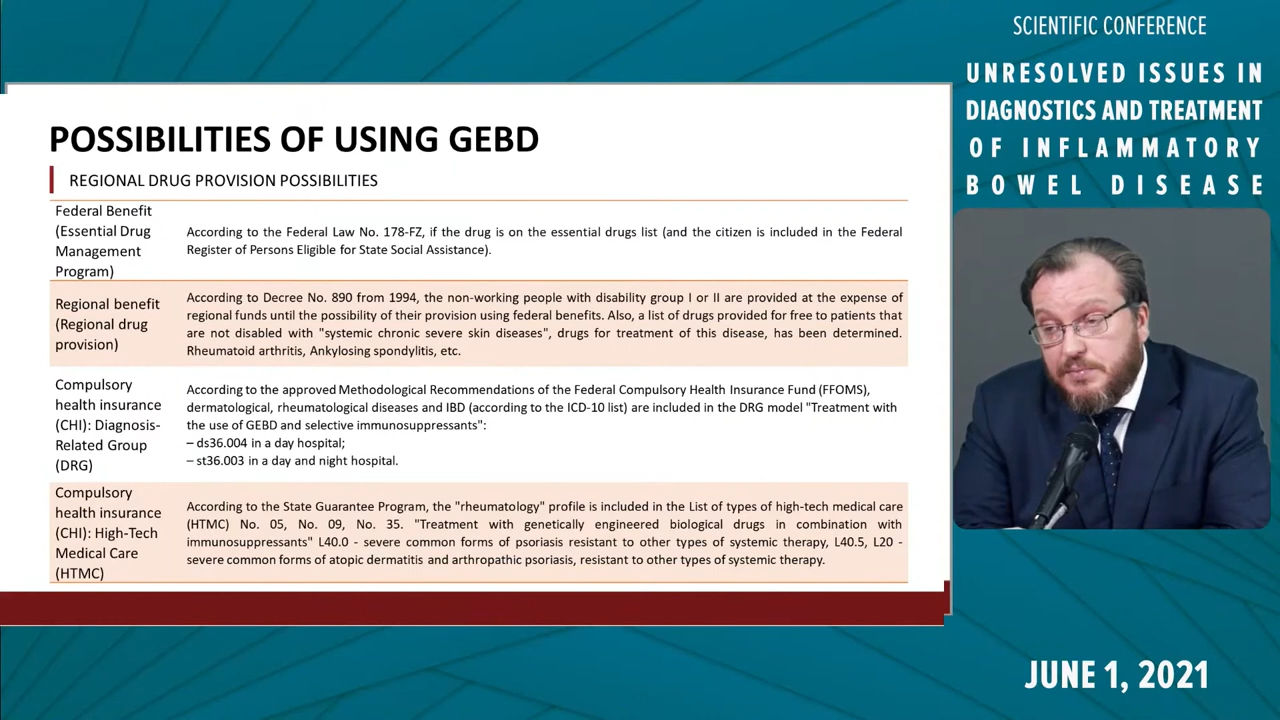 SCIENTIFIC CONFERENCE
UNRESOLVED ISSUES IN
DIAGNOSTICS AND TREATMENT
OF INFLAMMATORY
BOWEL DISEASE
POSSIBILITIES OF USING GEBD
REGIONAL DRUG PROVISION POSSIBILITIES
Federal Benefit
(Essential Drug
Management
Program)
According to the Federal Law No. 178-FZ, if the drug is on the essential drugs list (and the citizen is included in the Federal
Register of Persons Eligible for State Social Assistance).
Regional benefit
(Regional drug
provision)
According to Decree No. 890 from 1994, the non-working people with disability group I or II are provided at the expense of
regional funds until the possibility of their provision using federal benefits. Also, a list of drugs provided for free to patients that
are not disabled with "systemic chronic severe skin diseases", drugs for treatment of this disease, has been determined.
Rheumatoid arthritis, Ankylosing spondylitis, etc.
Compulsory
health insurance
(CHI): Diagnosis-
Related Group
(DRG)
According to the approved Methodological Recommendations of the Federal Compulsory Health Insurance Fund (FFOMS),
dermatological, rheumatological diseases and IBD (according to the ICD-10 list) are included in the DRG model "Treatment with
the use of GEBD and selective immunosuppressants":
– ds36.004 in a day hospital;
– st36.003 in a day and night hospital.
Compulsory
health insurance
(CHI): High-Tech
Medical Care
(HTMC)
According to the State Guarantee Program, the "rheumatology" profile is included in the List of types of high-tech medical care
(HTMC) No. 05, No. 09, No. 35. "Treatment with genetically engineered biological drugs in combination with
immunosuppressants" L40.0 - severe common forms of psoriasis resistant to other types of systemic therapy, L40.5, L20 -
severe common forms of atopic dermatitis and arthropathic psoriasis, resistant to other types of systemic therapy.
JUNE 1, 2021